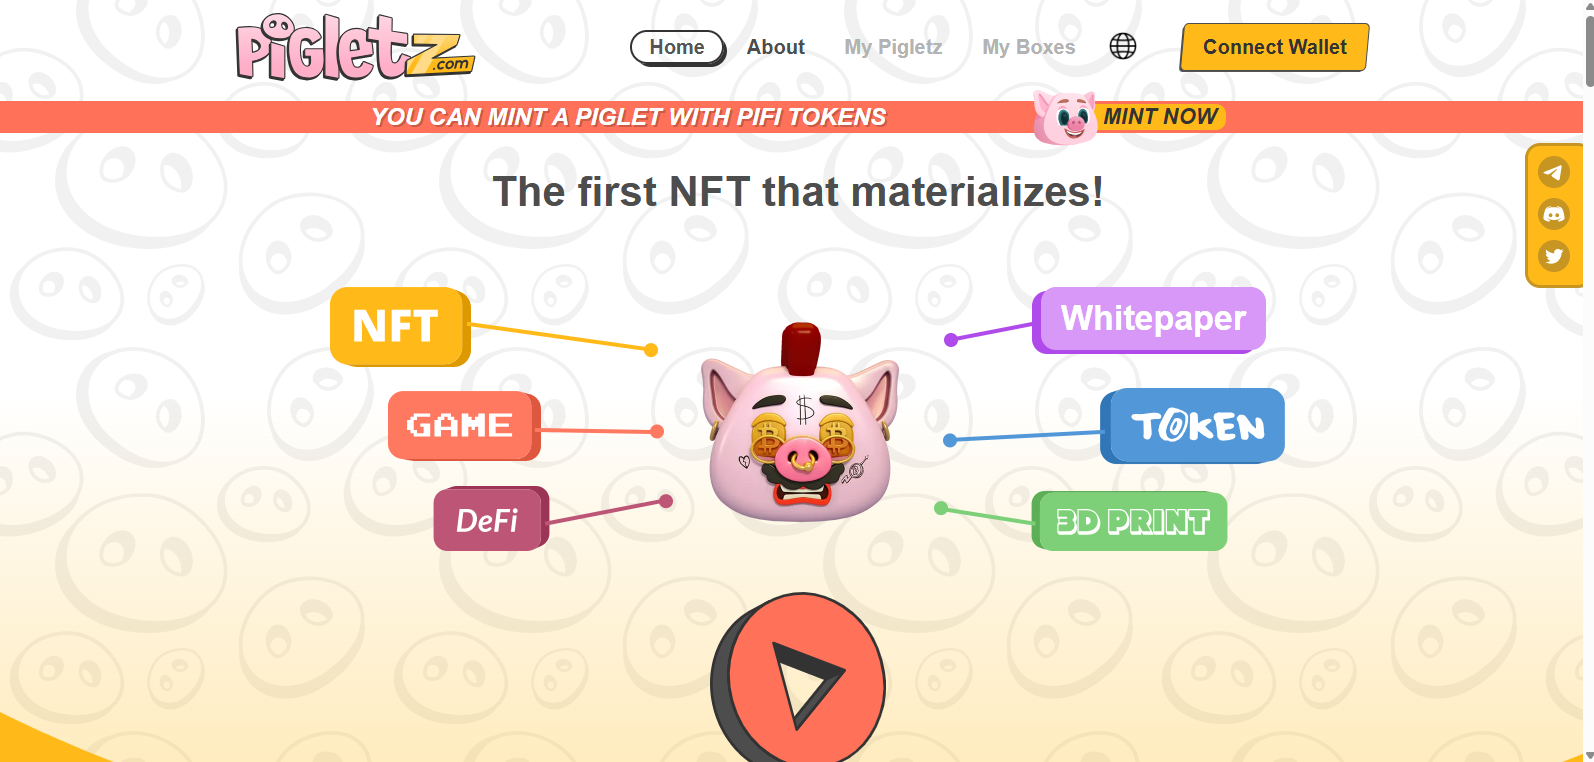 Pigletz.com
Home
About
My Pigletz
My Boxes
Connect Wallet
YOU CAN MINT A PIGLET WITH PIFI TOKENS
MINT NOW
The first NFT that materializes!
NFT
Whitepaper
GAME
TOKEN
DeFi
3D PRINT
$
B
B